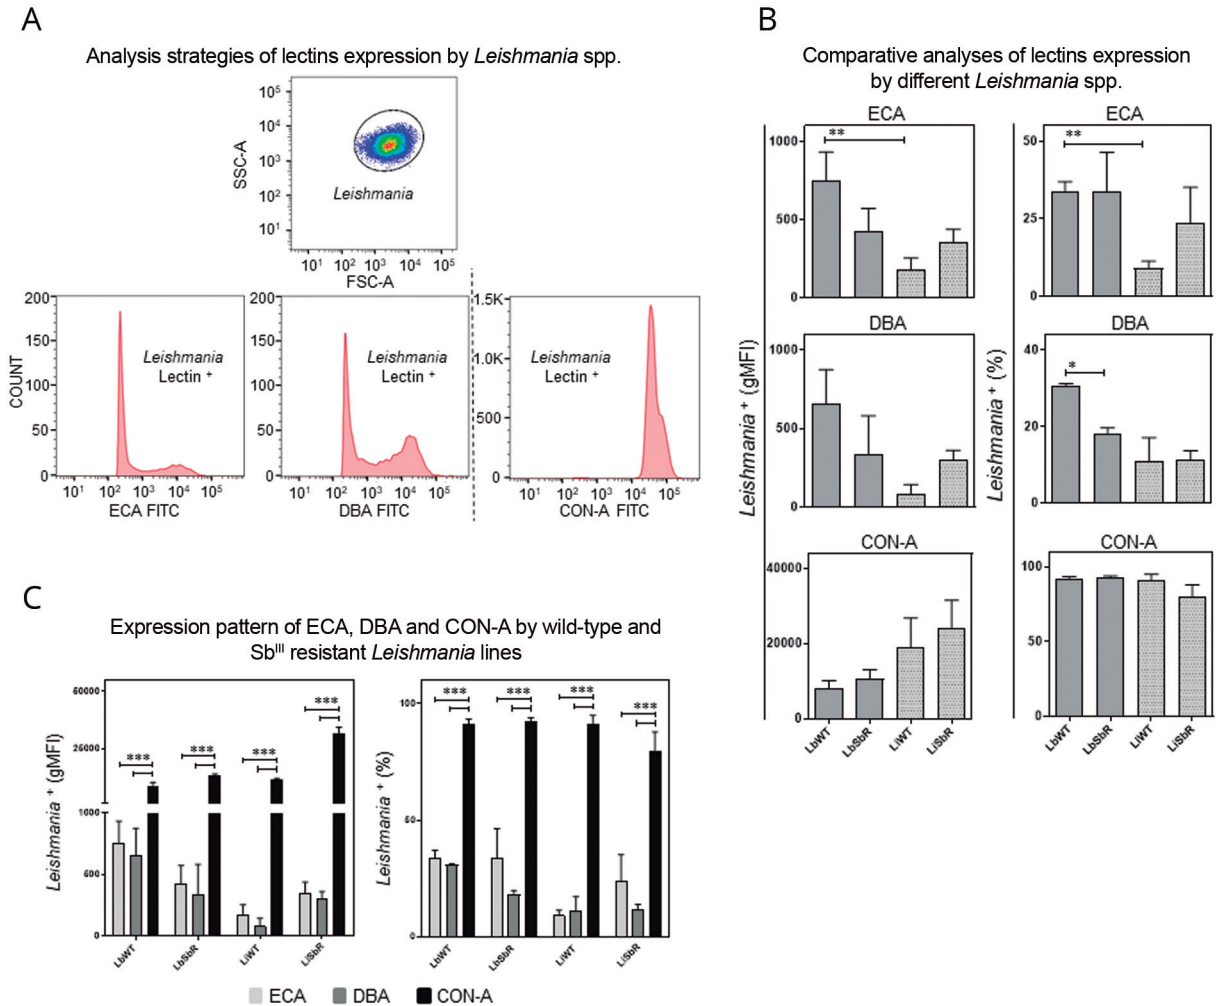 A
Analysis strategies of lectins expression by Leishmania spp.
SSC-A
10⁵
10⁴
10³
10²
10¹
Leishmania
10¹ 10² 10³ 10⁴ 10⁵
FSC-A
COUNT
200
150
100
50
0
Leishmania
Lectin +
10¹ 10² 10³ 10⁴ 10⁵
ECA FITC
200
150
100
50
0
Leishmania
Lectin +
10¹ 10² 10³ 10⁴ 10⁵
DBA FITC
1.5K
1.0K
500
0
Leishmania
Lectin +
10¹ 10² 10³ 10⁴ 10⁵
CON-A FITC
B
Comparative analyses of lectins expression
by different Leishmania spp.
Leishmania + (gMFI)
ECA
1000
500
0
**
DBA
1000
500
0
CON-A
40000
20000
0
LbWT LbSbR LiWT LiSbR
Leishmania + (%)
ECA
50
25
0
**
DBA
40
20
0
*
CON-A
100
50
0
LbWT LbSbR LiWT LiSbR
C
Expression pattern of ECA, DBA and CON-A by wild-type and
Sbᴵᴵᴵ resistant Leishmania lines
Leishmania + (gMFI)
60000
26000
1000
500
0
*** *** *** ***
LbWT LbSbR LiWT LiSbR
Leishmania + (%)
100
50
0
*** *** *** ***
LbWT LbSbR LiWT LiSbR
ECA DBA CON-A